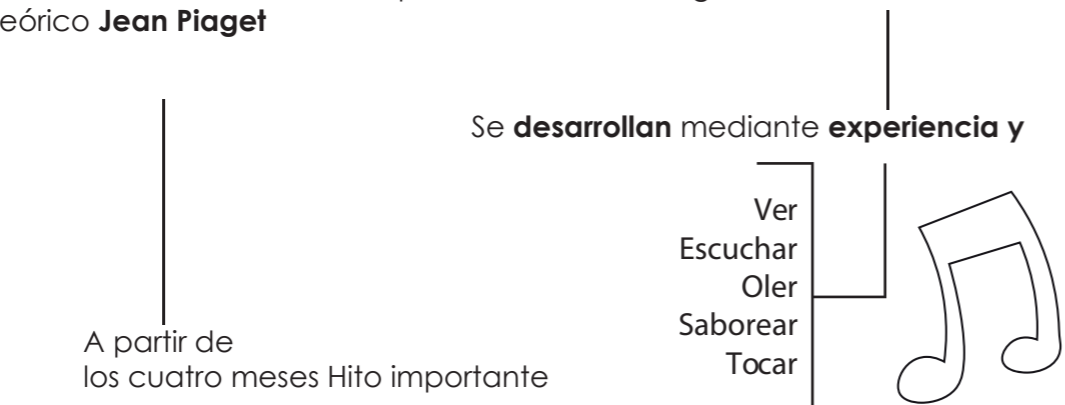 eórico Jean Piaget
Se desarrollan mediante experiencia y
Ver
Escuchar
Oler
Saborear
Tocar
A partir de
los cuatro meses Hito importante